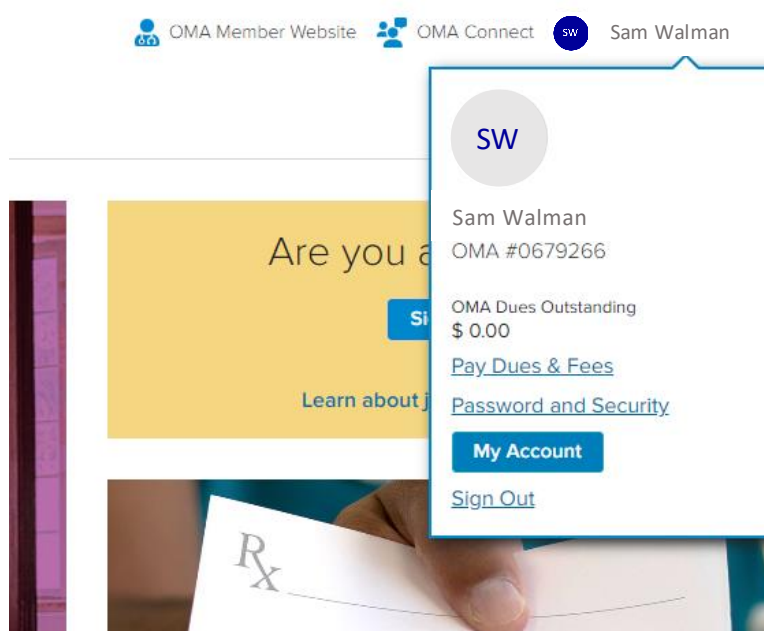 OMA Member Website OMA Connect SW Sam Walman
SW
Sam Walman
OMA #0679266
OMA Dues Outstanding
$ 0.00
Pay Dues & Fees
Password and Security
My Account
Sign Out
Are you a
Si
Learn about j
Rx